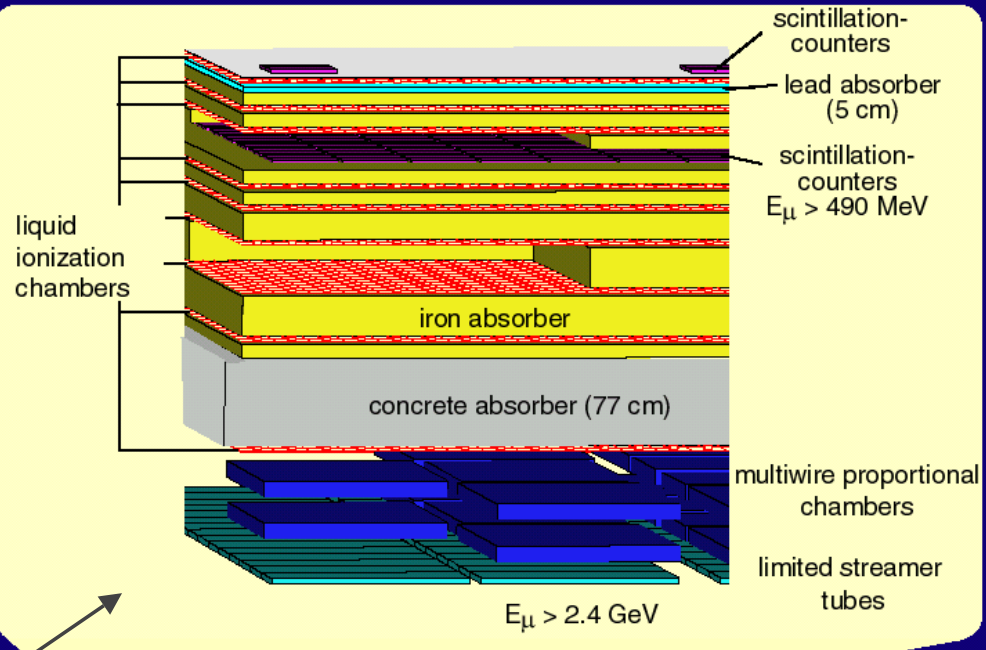 scintillation-
counters
lead absorber
(5 cm)
scintillation-
counters
Eμ > 490 MeV
liquid
ionization
chambers
iron absorber
concrete absorber (77 cm)
multiwire proportional
chambers
limited streamer
tubes
Eμ > 2.4 GeV